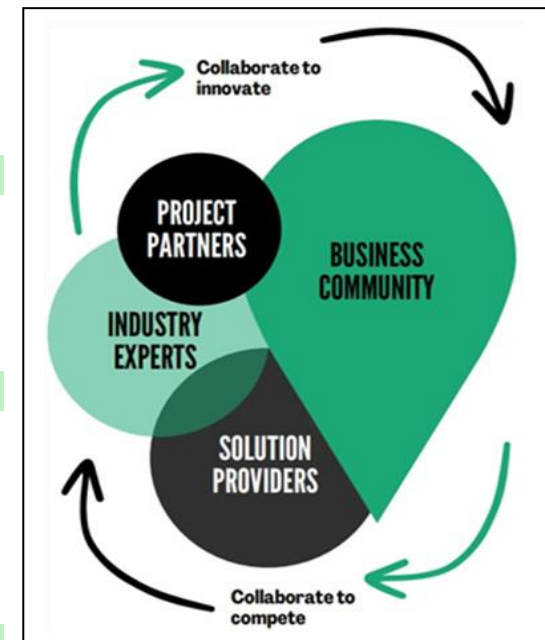 Collaborate to
innovate
PROJECT
PARTNERS
BUSINESS
COMMUNITY
INDUSTRY
EXPERTS
SOLUTION
PROVIDERS
Collaborate to
compete